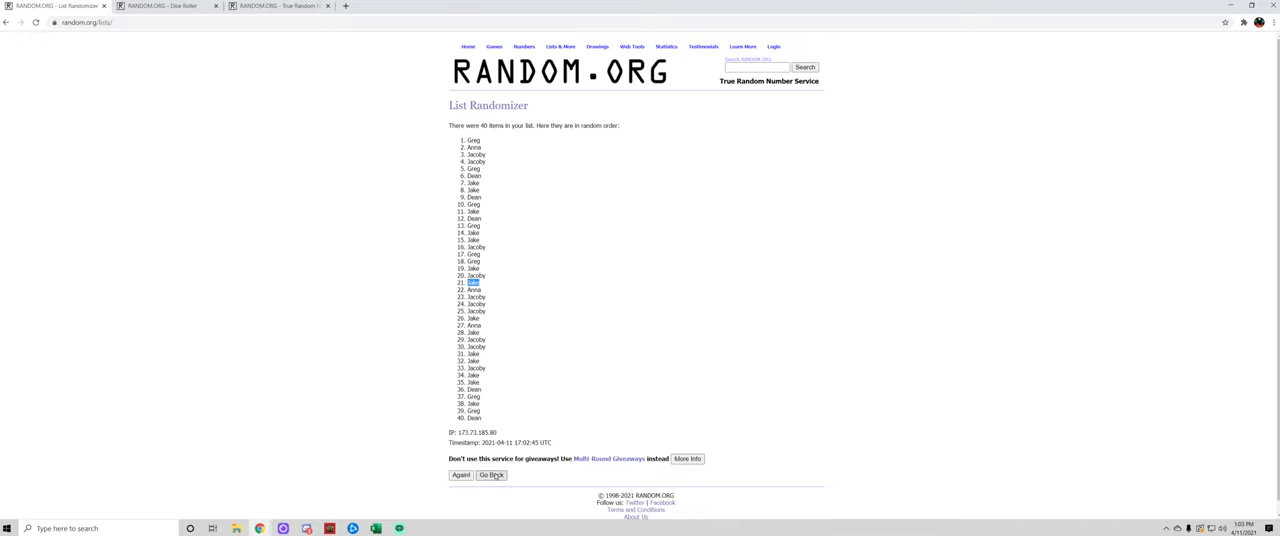 RANDOM.ORG - List Randomizer
RANDOM.ORG - Dice Roller
RANDOM.ORG - True Random N
random.org/lists/
Home Games Numbers Lists & More Drawings Web Tools Statistics Testimonials Learn More Login
RANDOM.ORG
Search RANDOM.ORG
Search
True Random Number Service
List Randomizer
There were 40 items in your list. Here they are in random order:
1. Greg
2. Anna
3. Jacoby
4. Jacoby
5. Greg
6. Dean
7. Jake
8. Jake
9. Dean
10. Greg
11. Jake
12. Dean
13. Greg
14. Jake
15. Jake
16. Jacoby
17. Greg
18. Greg
19. Jake
20. Jacoby
21. Jake
22. Anna
23. Jacoby
24. Jacoby
25. Jacoby
26. Jake
27. Anna
28. Jake
29. Jacoby
30. Jacoby
31. Jake
32. Jake
33. Jacoby
34. Jake
35. Jake
36. Dean
37. Greg
38. Jake
39. Greg
40. Dean
IP: 173.73.185.80
Timestamp: 2021-04-11 17:02:45 UTC
Don't use this service for giveaways! Use Multi-Round Giveaways instead More Info
Again! Go Back
© 1998-2021 RANDOM.ORG
Follow us: Twitter | Facebook
Terms and Conditions
About Us
Type here to search
1:03 PM
4/11/2021